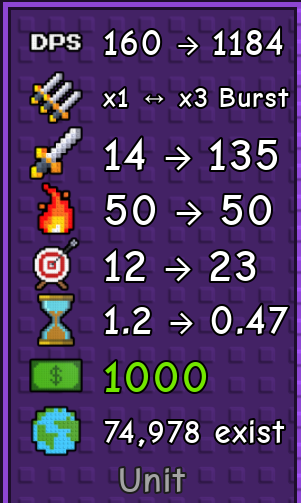 DPS 160 → 1184
x1 ↔ x3 Burst
14 → 135
50 → 50
12 → 23
1.2 → 0.47
$ 1000
74,978 exist
Unit